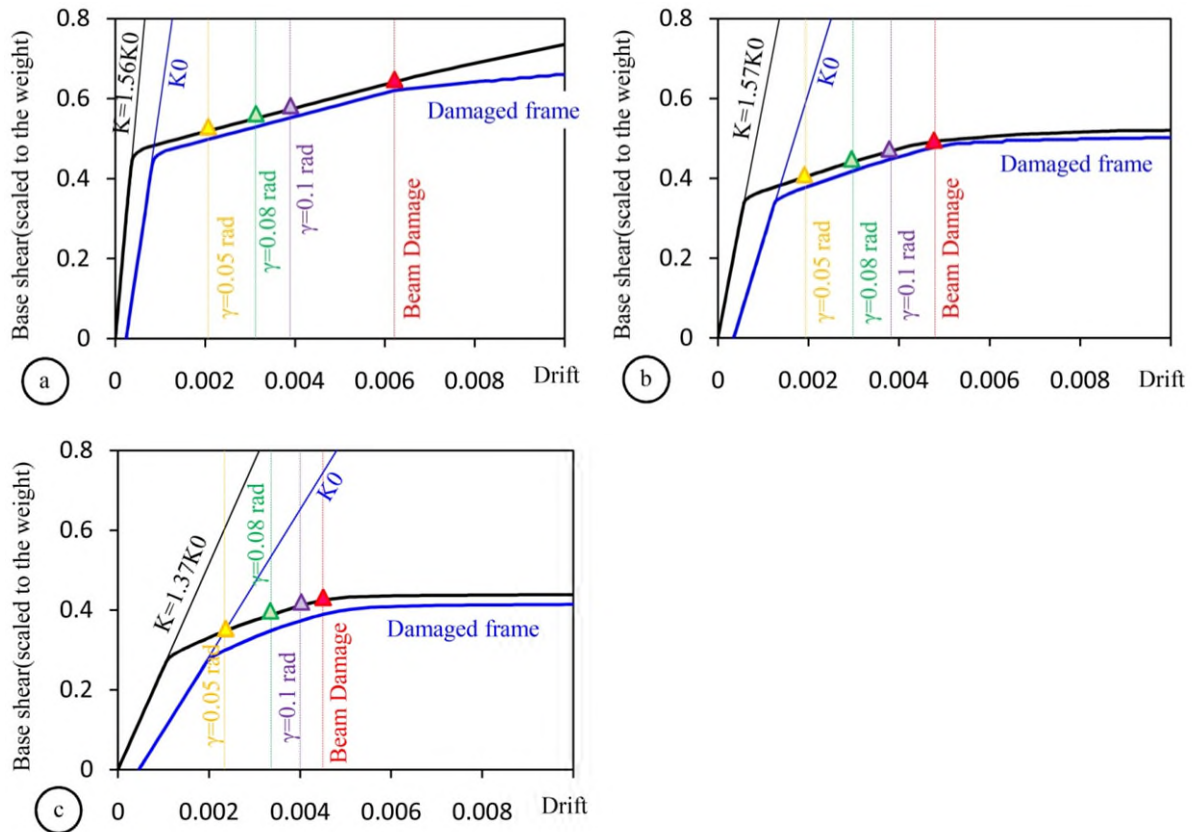 Base shear(scaled to the weight)
0.8
0.6
0.4
0.2
0
K=1.56K0
K0
Damaged frame
γ=0.05 rad
γ=0.08 rad
γ=0.1 rad
Beam Damage
0 0.002 0.004 0.006 0.008 Drift
a
Base shear(scaled to the weight)
0.8
0.6
0.4
0.2
0
K=1.57K0
K0
Damaged frame
γ=0.05 rad
γ=0.08 rad
γ=0.1 rad
Beam Damage
0 0.002 0.004 0.006 0.008 Drift
b
Base shear(scaled to the weight)
0.8
0.6
0.4
0.2
0
K=1.37K0
K0
γ=0.08 rad
Damaged frame
γ=0.05 rad
γ=0.1 rad
Beam Damage
0 0.002 0.004 0.006 0.008 Drift
c